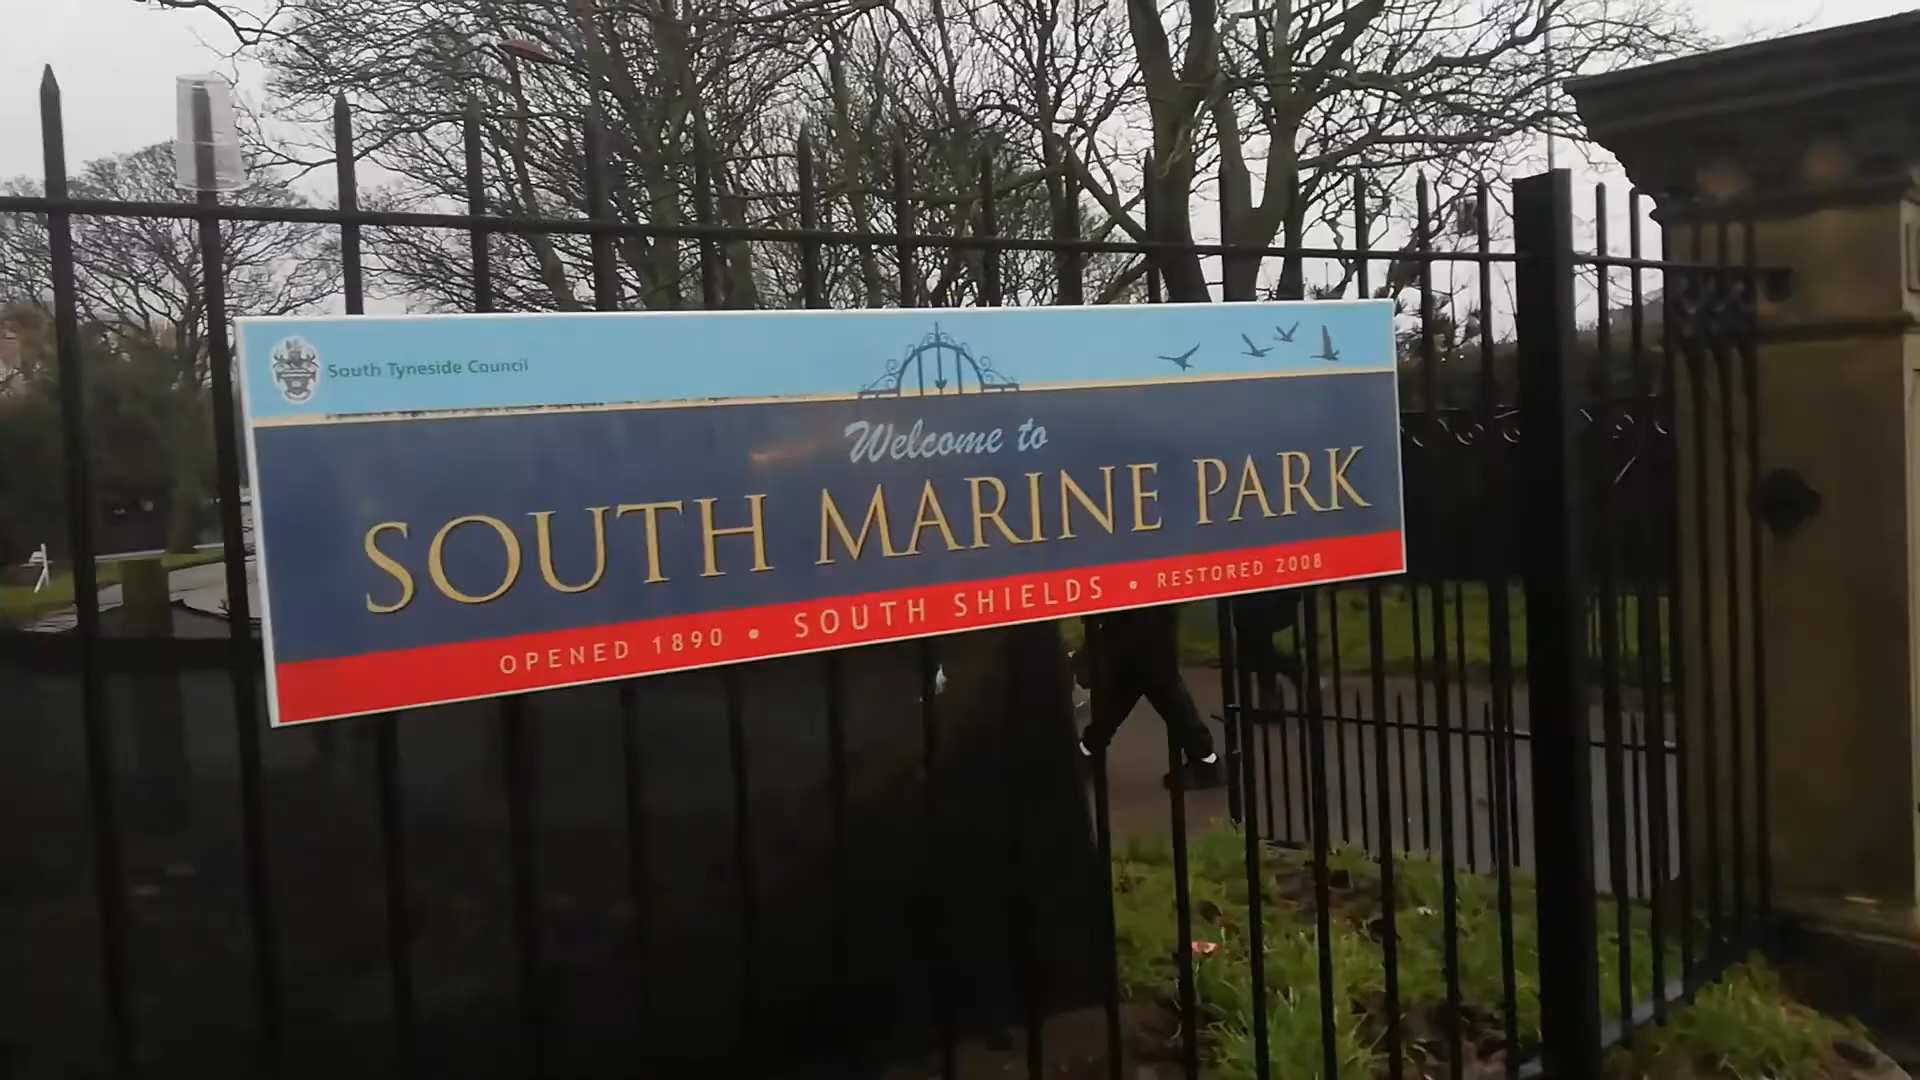 South Tyneside Council
Welcome to
SOUTH MARINE PARK
OPENED 1890 • SOUTH SHIELDS • RESTORED 2008